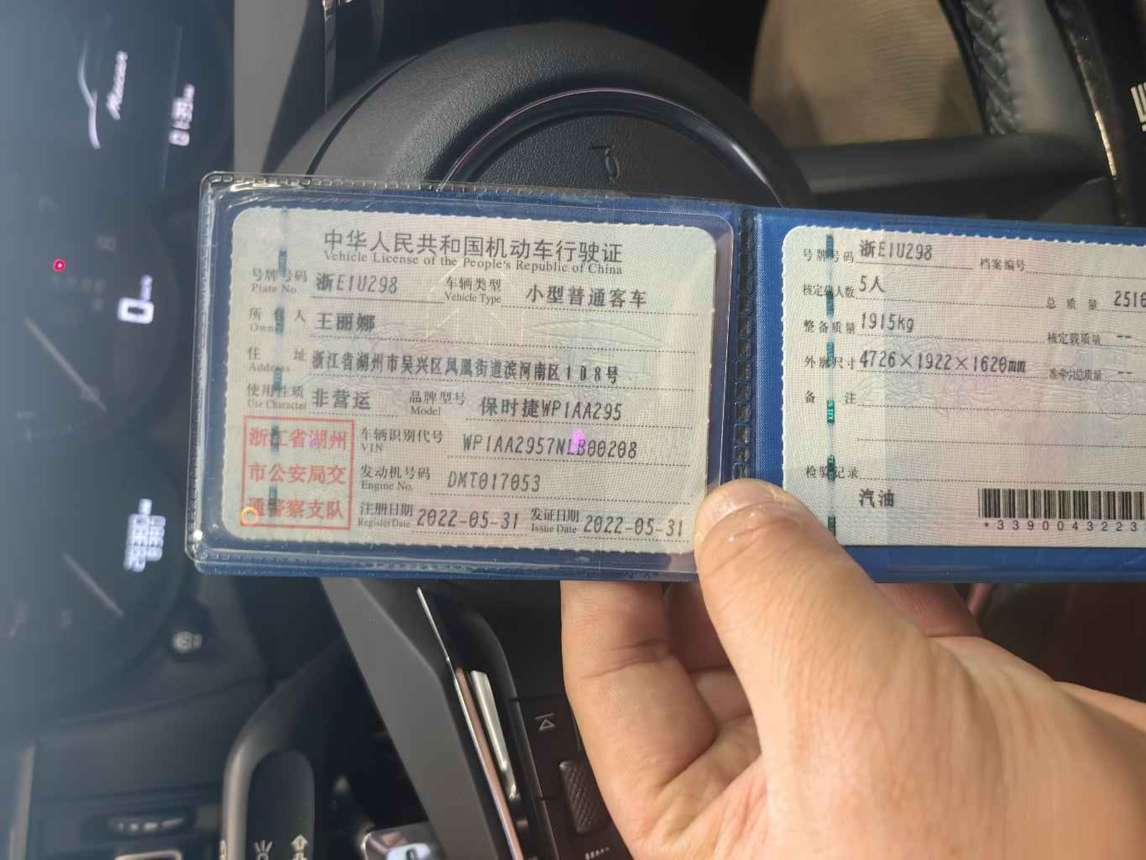 中华人民共和国机动车行驶证
Vehicle License of the People's Republic of China
号牌号码 浙E1U298 车辆类型 小型普通客车
Plate No. Vehicle Type
所有人 王丽娜
Owner
住址 浙江省湖州市吴兴区凤凰街道滨河南区108号
Address
使用性质 非营运 品牌型号 保时捷WP1AA295
Use Character Model
浙江省湖州
市公安局交
通警察支队
车辆识别代号 WP1AA2957NLB00208
VIN
发动机号码 DMT017053
Engine No.
注册日期 2022-05-31 发证日期 2022-05-31
Register Date Issue Date
号牌号码 浙E1U298 档案编号
核定载人数 5人 总质量 2510
整备质量 1915kg 核定载质量 --
外廓尺寸 4726×1922×1620mm 准牵引总质量 --
备注
检验记录
汽油
*3390043223
Macan
0